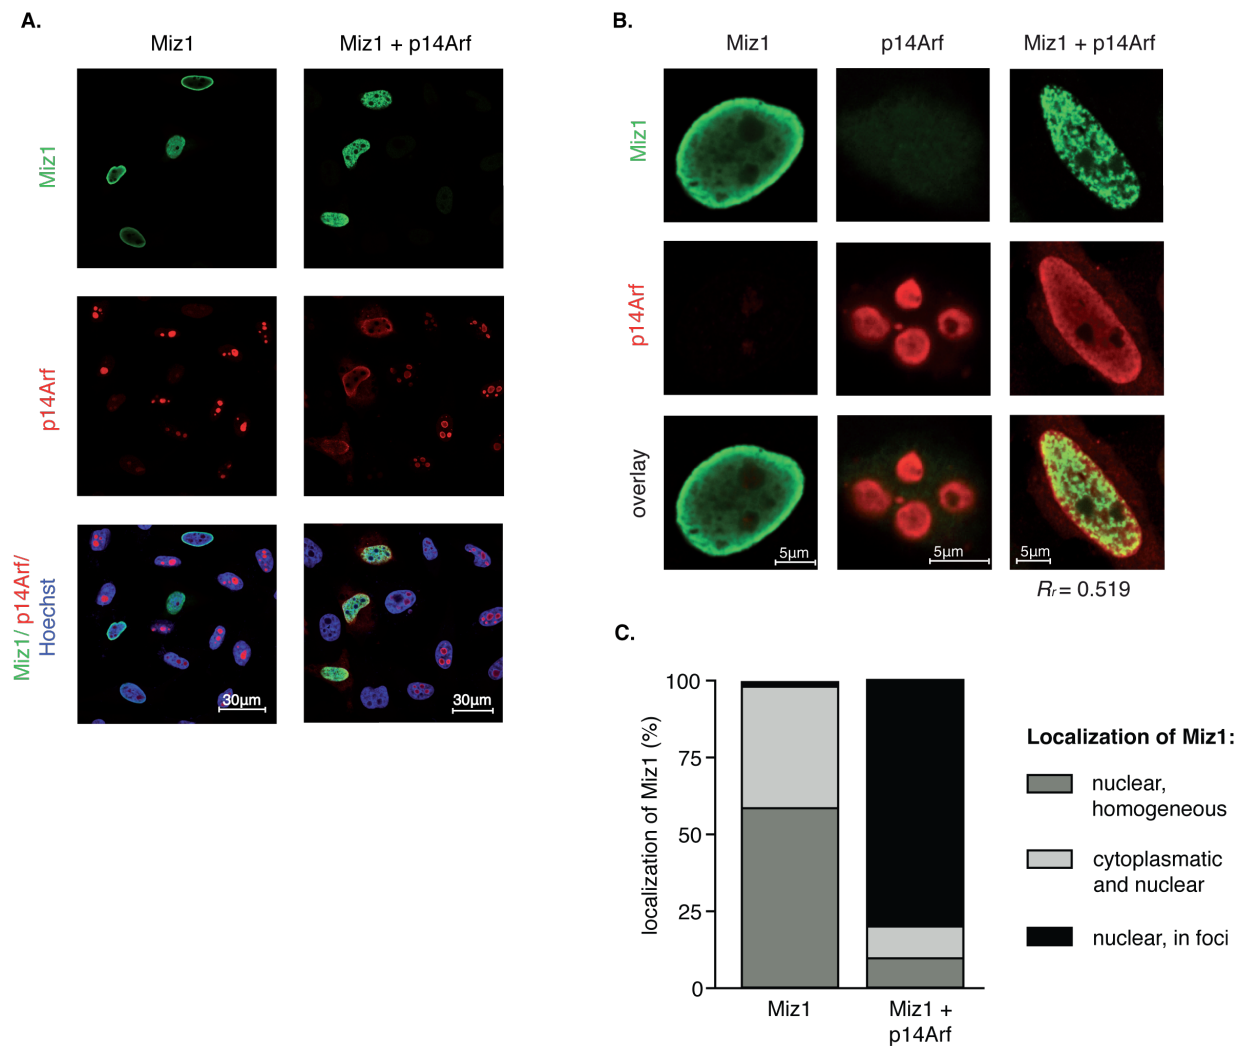 A.
Miz1
Miz1 + p14Arf
Miz1
p14Arf
Miz1/ p14Arf/
Hoechst
30µm
30µm
B.
Miz1
p14Arf
Miz1 + p14Arf
Miz1
p14Arf
overlay
5µm
5µm
5µm
Rr = 0.519
C.
localization of Miz1 (%)
100
75
50
25
0
Miz1
Miz1 +
p14Arf
Localization of Miz1:
nuclear,
homogeneous
cytoplasmatic
and nuclear
nuclear, in foci